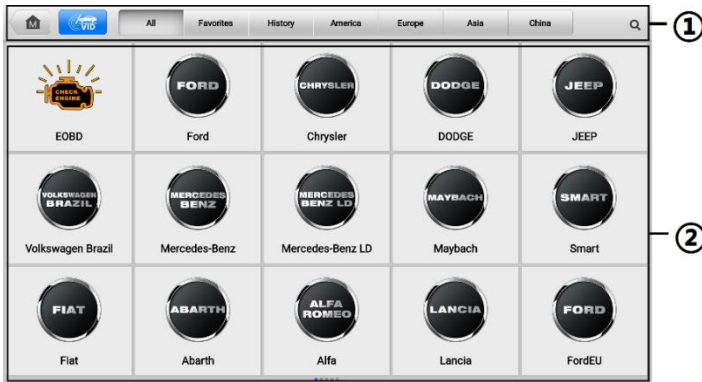 M
VID
All Favorites History America Europe Asia China
①
CHECK
ENGINE
FORD
CHRYSLER
DODGE
JEEP
EOBD Ford Chrysler DODGE JEEP
VOLKSWAGEN
BRAZIL
MERCEDES
BENZ
MERCEDES
BENZ LD
MAYBACH
SMART
②
Volkswagen Brazil Mercedes-Benz Mercedes-Benz LD Maybach Smart
FIAT
ABARTH
ALFA
ROMEO
LANCIA
FORD
Fiat Abarth Alfa Lancia FordEU